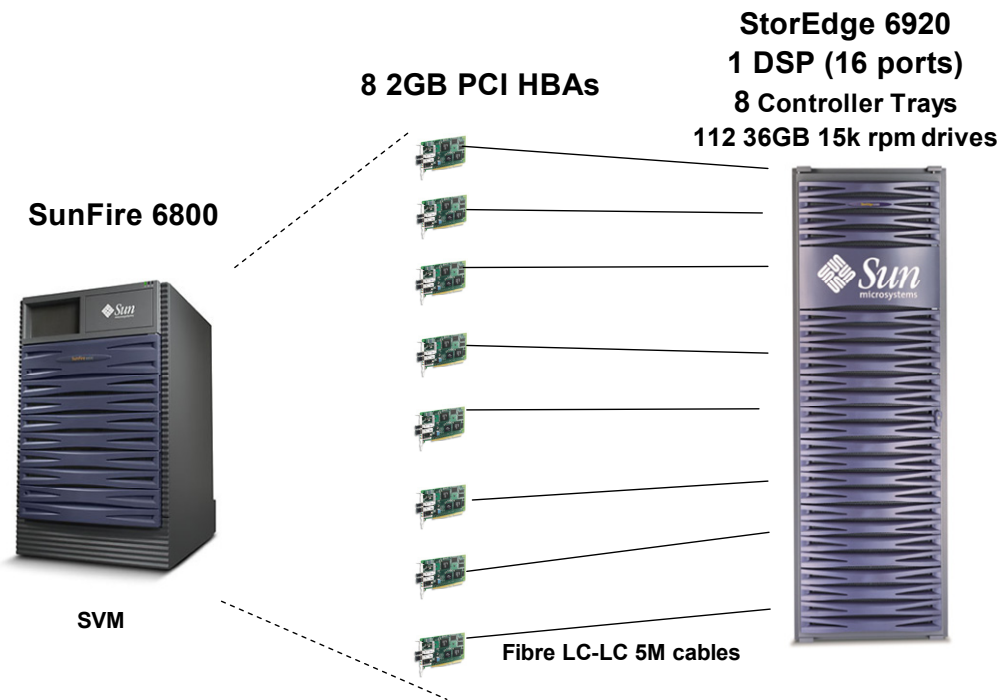 StorEdge 6920
1 DSP (16 ports)
8 Controller Trays
112 36GB 15k rpm drives
8 2GB PCI HBAs
SunFire 6800
Sun
microsystems
Sun
microsystems
SVM
Fibre LC-LC 5M cables